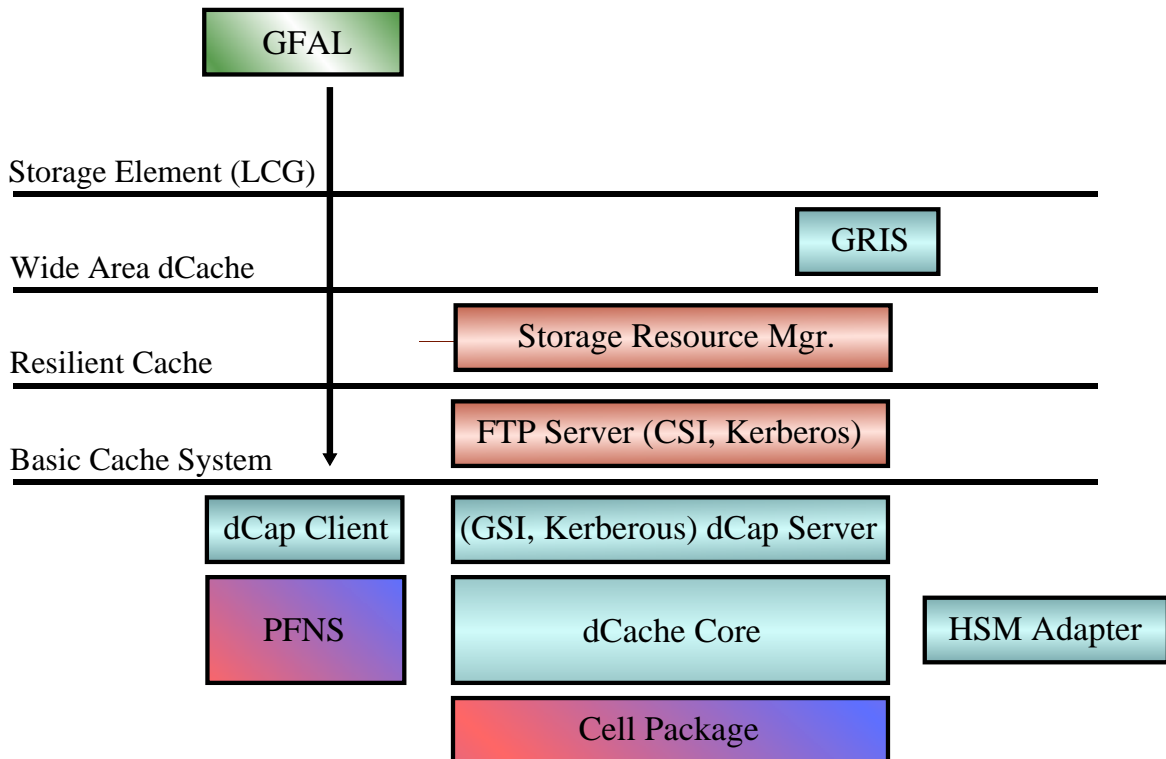 GFAL
Storage Element (LCG)
GRIS
Wide Area dCache
Storage Resource Mgr.
Resilient Cache
FTP Server (CSI, Kerberos)
Basic Cache System
dCap Client
(GSI, Kerberous) dCap Server
PFNS
dCache Core
HSM Adapter
Cell Package